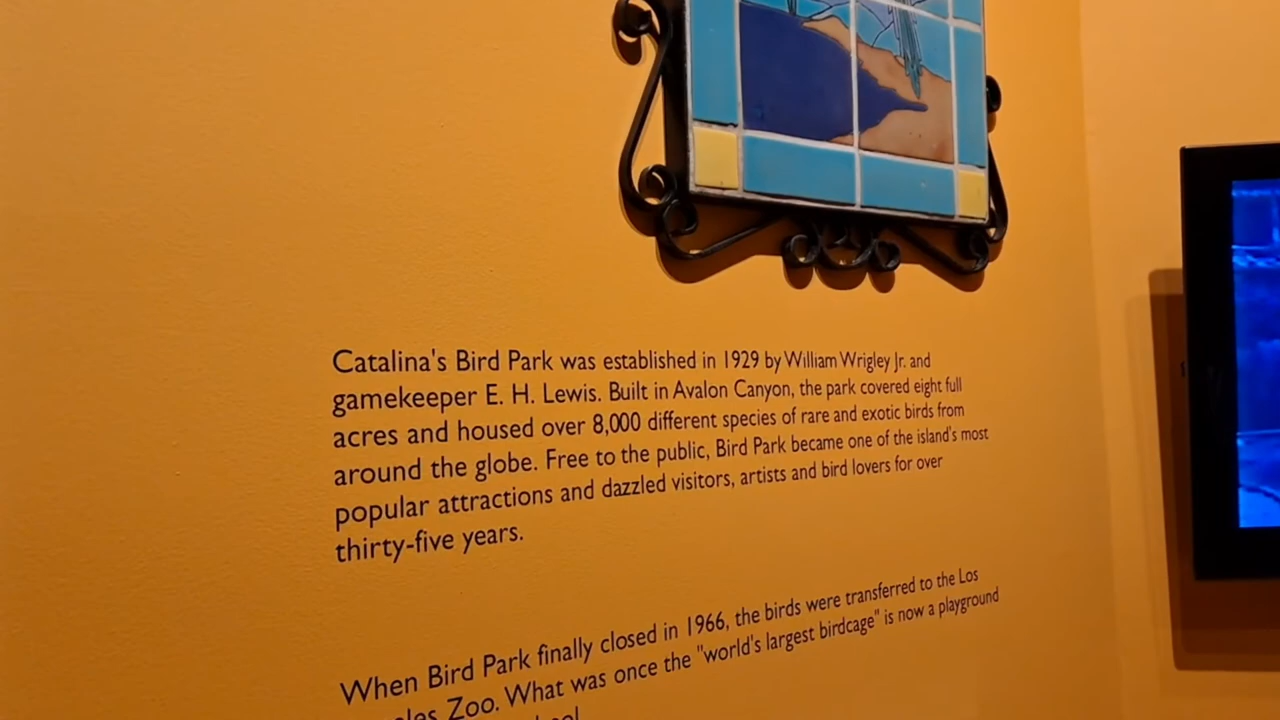 Catalina's Bird Park was established in 1929 by William Wrigley Jr. and
gamekeeper E. H. Lewis. Built in Avalon Canyon, the park covered eight full
acres and housed over 8,000 different species of rare and exotic birds from
around the globe. Free to the public, Bird Park became one of the island's most
popular attractions and dazzled visitors, artists and bird lovers for over
thirty-five years.
When Bird Park finally closed in 1966, the birds were transferred to the Los
Zoo. What was once the "world's largest birdcage" is now a playground